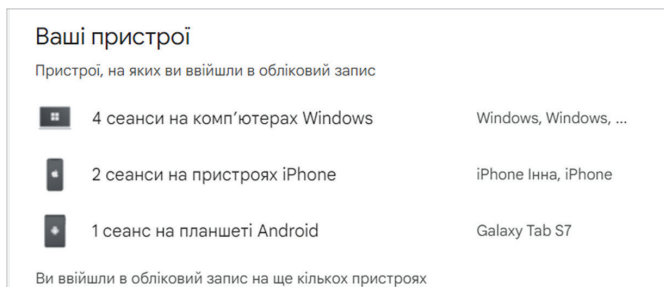 Ваші пристрої
Пристрої, на яких ви ввійшли в обліковий запис
4 сеанси на комп’ютерах Windows Windows, Windows, ...
2 сеанси на пристроях iPhone iPhone Інна, iPhone
1 сеанс на планшеті Android Galaxy Tab S7
Ви ввійшли в обліковий запис на ще кількох пристроях